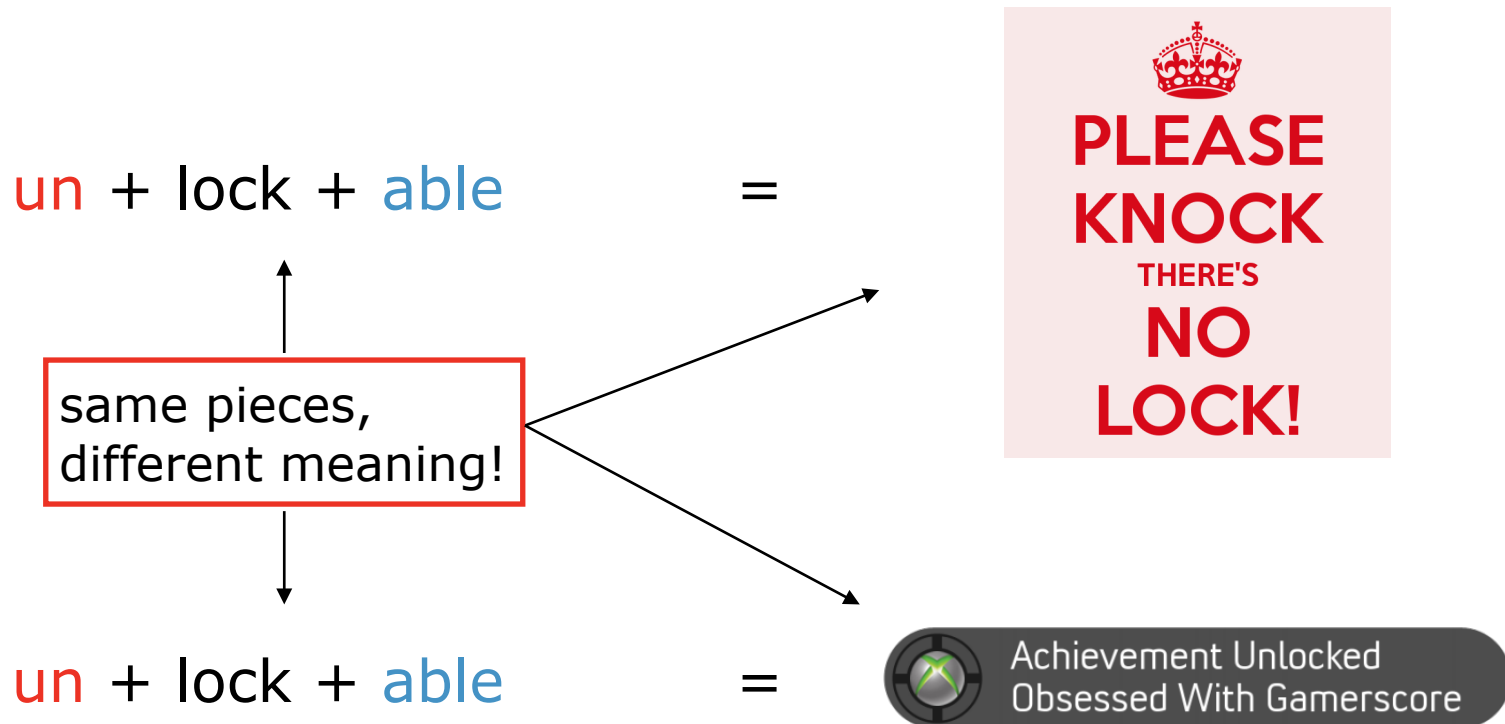 un + lock + able =
PLEASE
KNOCK
THERE'S
NO
LOCK!
same pieces,
different meaning!
un + lock + able =
Achievement Unlocked
Obsessed With Gamerscore